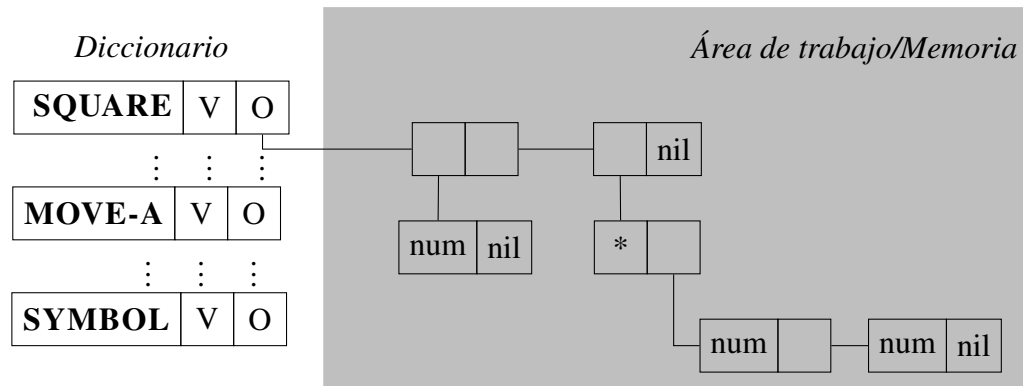 Diccionario
Área de trabajo/Memoria
SQUARE V O
nil
MOVE-A V O
num nil
* 
SYMBOL V O
num
num nil